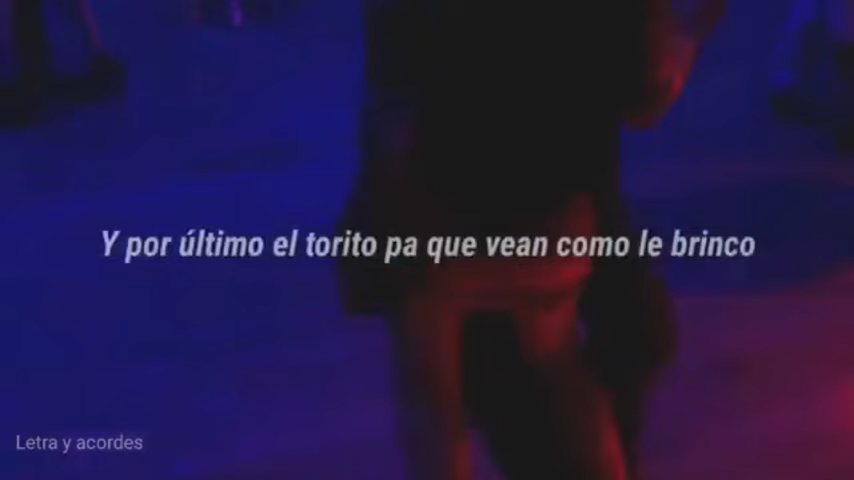 Y por último el torito pa que vean como le brinco
Letra y acordes